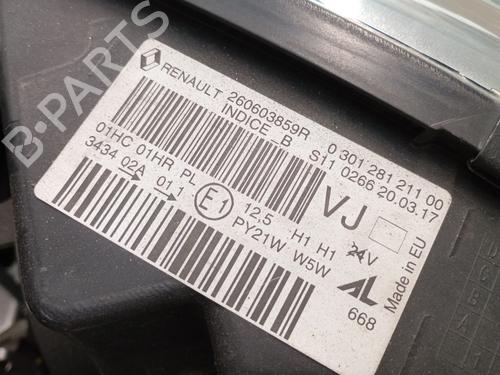 RENAULT 260603859R 0 301 281 211 00
INDICE_B S11 0266 20.03.17
01HC 01HR PL
3434 02A 01 1 E1 12.5 H1 H1 24V
PY21W W5W
VJ
AL
668
Made in EU
B-PARTS